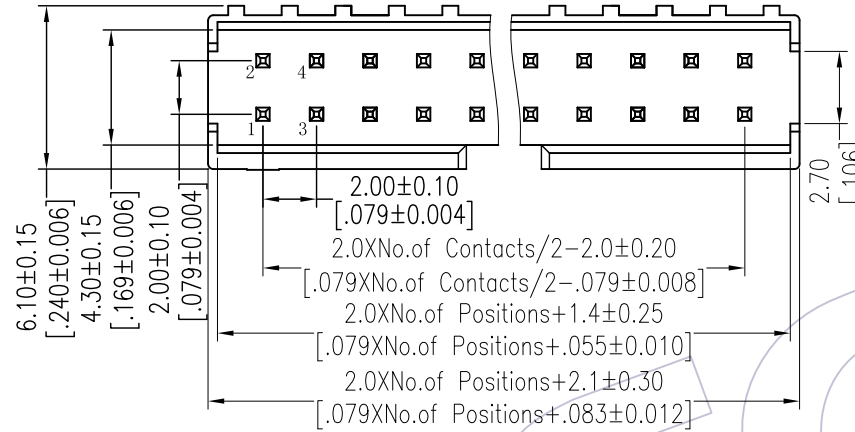 2 4
1 3
2.00±0.10
[.079±0.004]
2.0XNo.of Contacts/2-2.0±0.20
[.079XNo.of Contacts/2-.079±0.008]
2.0XNo.of Positions+1.4±0.25
[.079XNo.of Positions+.055±0.010]
2.0XNo.of Positions+2.1±0.30
[.079XNo.of Positions+.083±0.012]
6.10±0.15
[.240±0.006]
4.30±0.15
[.169±0.006]
2.00±0.10
[.079±0.004]
2.70
[.106]